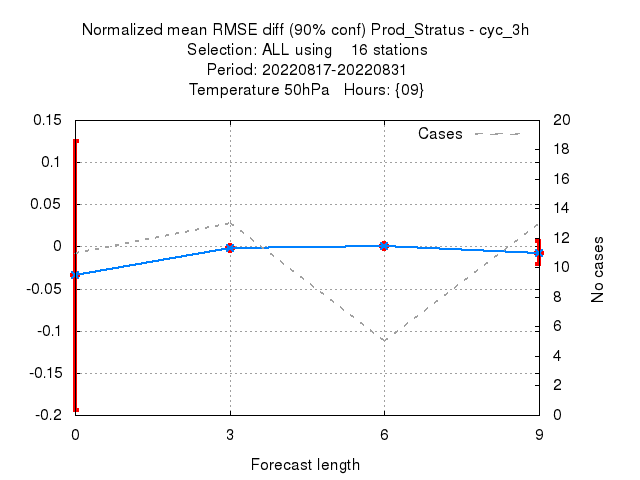 Normalized mean RMSE diff (90% conf) Prod_Stratus - cyc_3h
Selection: ALL using    16 stations
Period: 20220817-20220831
Temperature 50hPa   Hours: {09}
Cases
0.15
0.1
0.05
0
-0.05
-0.1
-0.15
-0.2
20
18
16
14
12
10
8
6
4
2
0
No cases
0 3 6 9
Forecast length